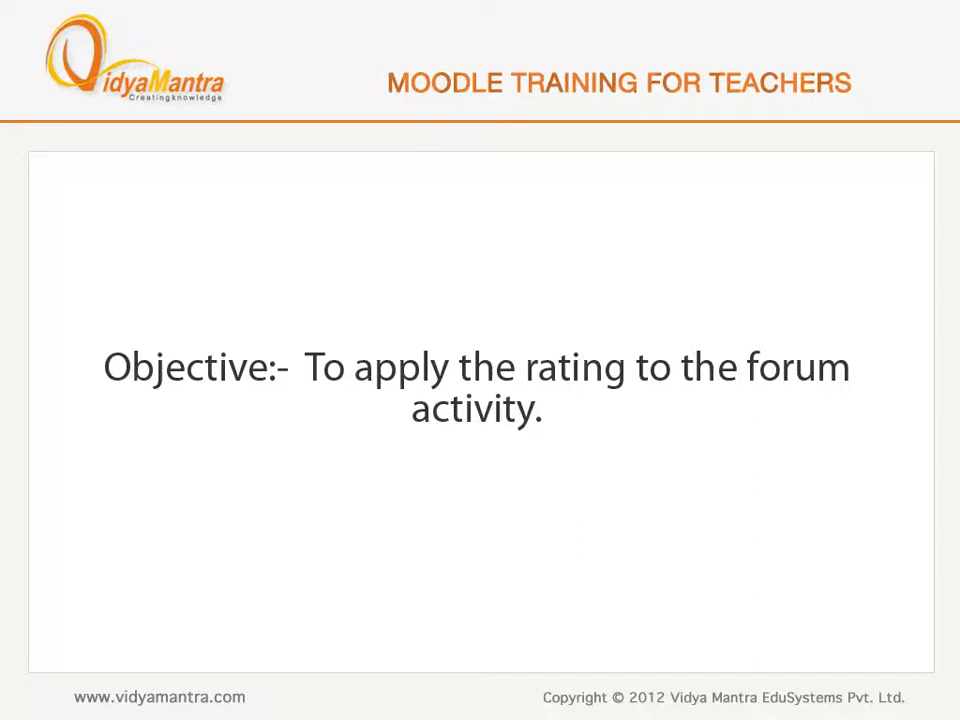 VidyaMantra
Creatingknowledge
MOODLE TRAINING FOR TEACHERS
Objective:- To apply the rating to the forum
activity.
www.vidyamantra.com
Copyright © 2012 Vidya Mantra EduSystems Pvt. Ltd.